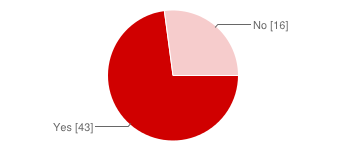 No [16]
Yes [43]